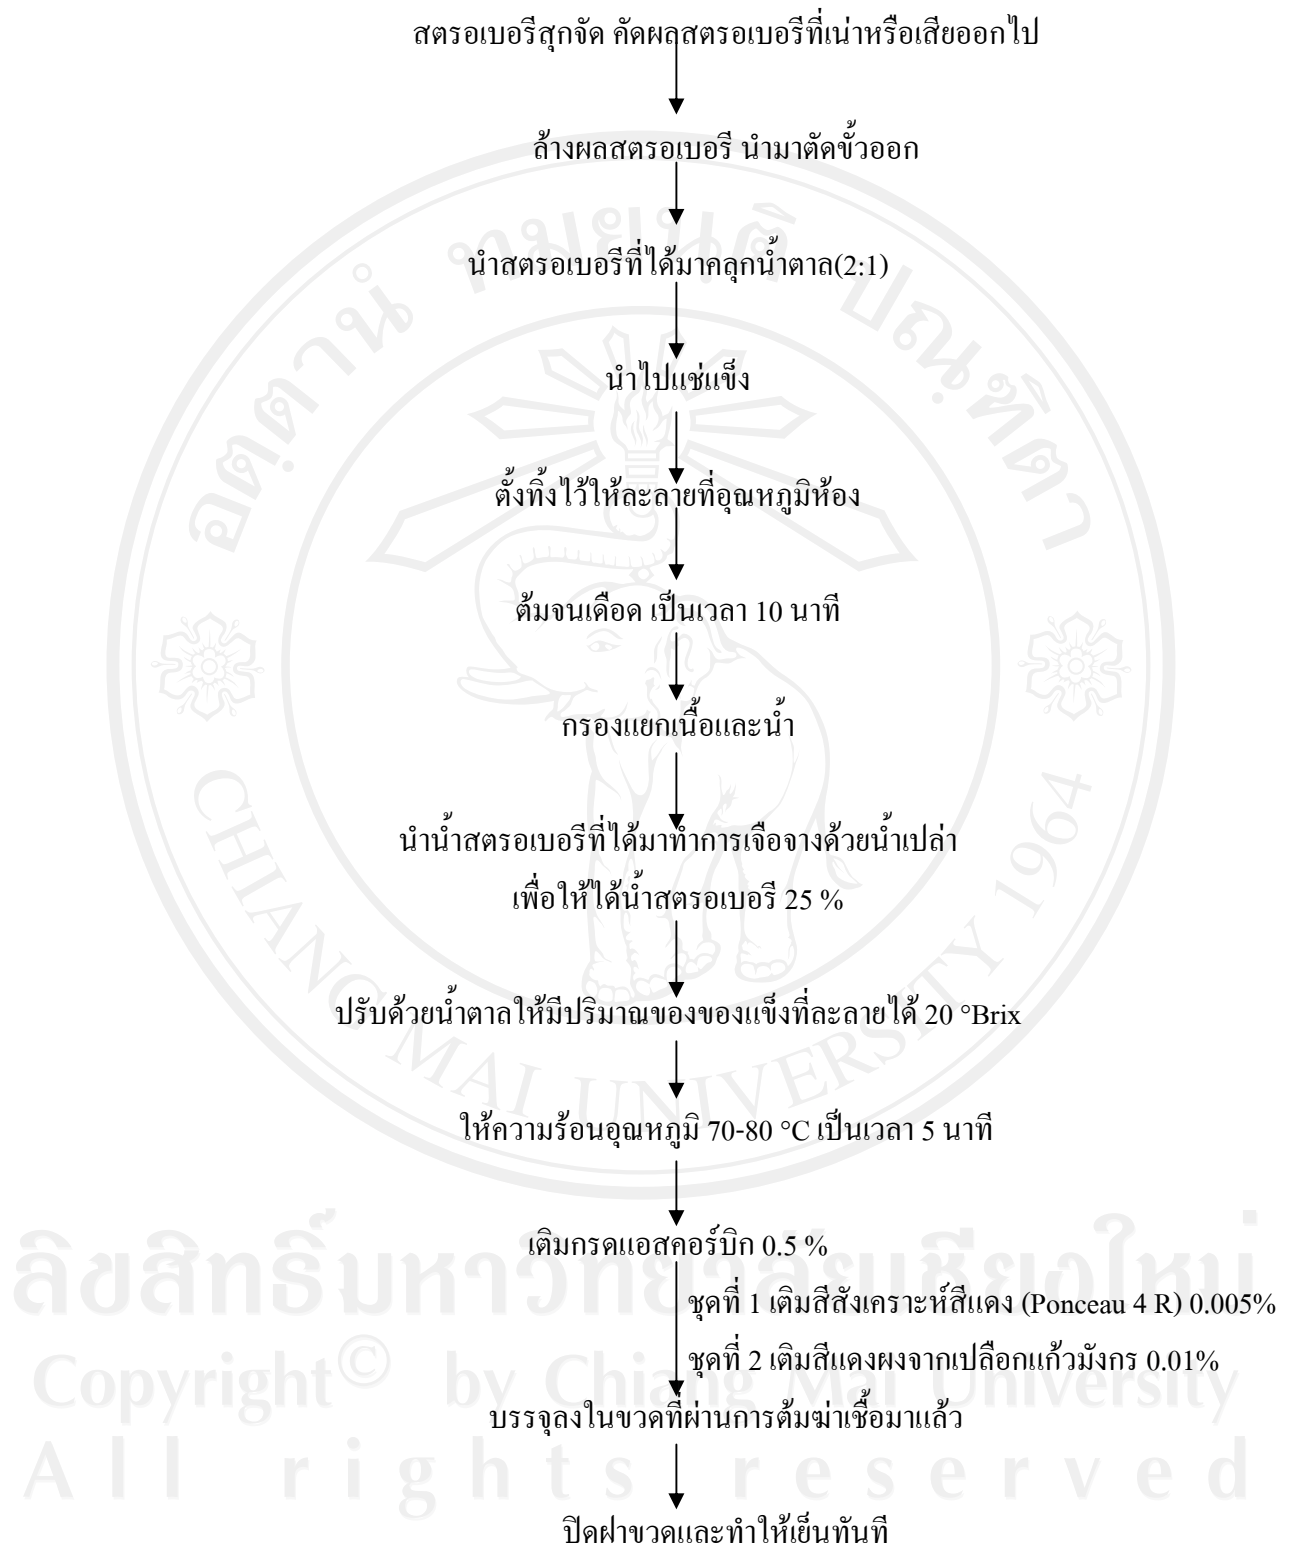 สตรอเบอรีสุกจัด คัดผลสตรอเบอรีที่เน่าหรือเสียออกไป
ล้างผลสตรอเบอรี นำมาตัดขั้วออก
นำสตรอเบอรีที่ได้มาคลุกน้ำตาล(2:1)
นำไปแช่แข็ง
ตั้งทิ้งไว้ให้ละลายที่อุณหภูมิห้อง
ต้มจนเดือด เป็นเวลา 10 นาที
กรองแยกเนื้อและน้ำ
นำน้ำสตรอเบอรีที่ได้มาทำการเจือจางด้วยน้ำเปล่า
เพื่อให้ได้น้ำสตรอเบอรี 25 %
ปรับด้วยน้ำตาลให้มีปริมาณของของแข็งที่ละลายได้ 20 °Brix
ให้ความร้อนอุณหภูมิ 70-80 °C เป็นเวลา 5 นาที
เติมกรดแอสคอร์บิก 0.5 %
ชุดที่ 1 เติมสีสังเคราะห์สีแดง (Ponceau 4 R) 0.005%
ชุดที่ 2 เติมสีแดงผงจากเปลือกแก้วมังกร 0.01%
บรรจุลงในขวดที่ผ่านการต้มฆ่าเชื้อมาแล้ว
ปิดฝาขวดและทำให้เย็นทันที
อตฺตานํ ทมยนฺติ ปณฺฑิตา
CHIANG MAI UNIVERSITY 1964
ลิขสิทธิ์มหาวิทยาลัยเชียงใหม่
Copyright© by Chiang Mai University
All rights reserved